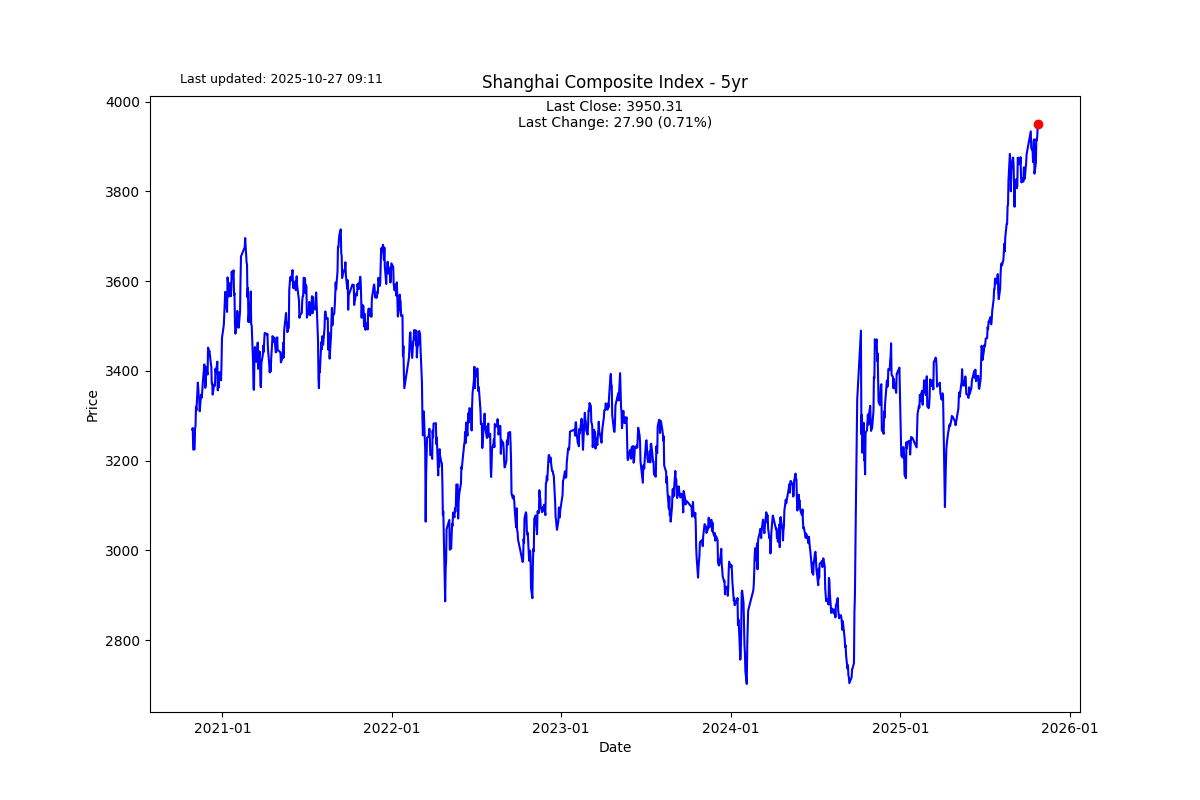 Last updated: 2025-10-27 09:11
Shanghai Composite Index - 5yr
Last Close: 3950.31
Last Change: 27.90 (0.71%)
4000
3800
3600
3400
3200
3000
2800
Price
2021-01
2022-01
2023-01
2024-01
2025-01
2026-01
Date